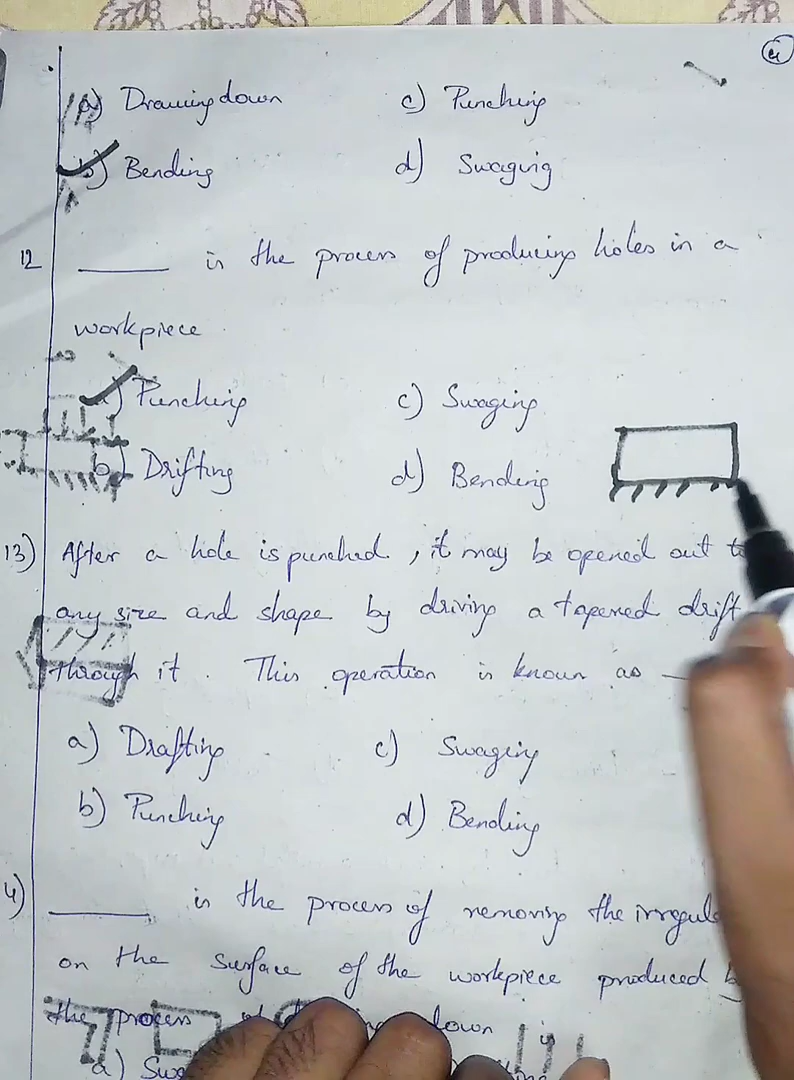 a) Drawing down c) Punching
b) Bending d) Swaging
12 ______ is the process of producing holes in a
workpiece
a) Punching c) Swaging
b) Drifting d) Bending
13) After a hole is punched, it may be opened out to
any size and shape by driving a tapered drift
through it. This operation is known as
a) Drafting c) Swaging
b) Punching d) Bending
4) ______ is the process of removing the
on the surface of the workpiece produced
the process down
a)